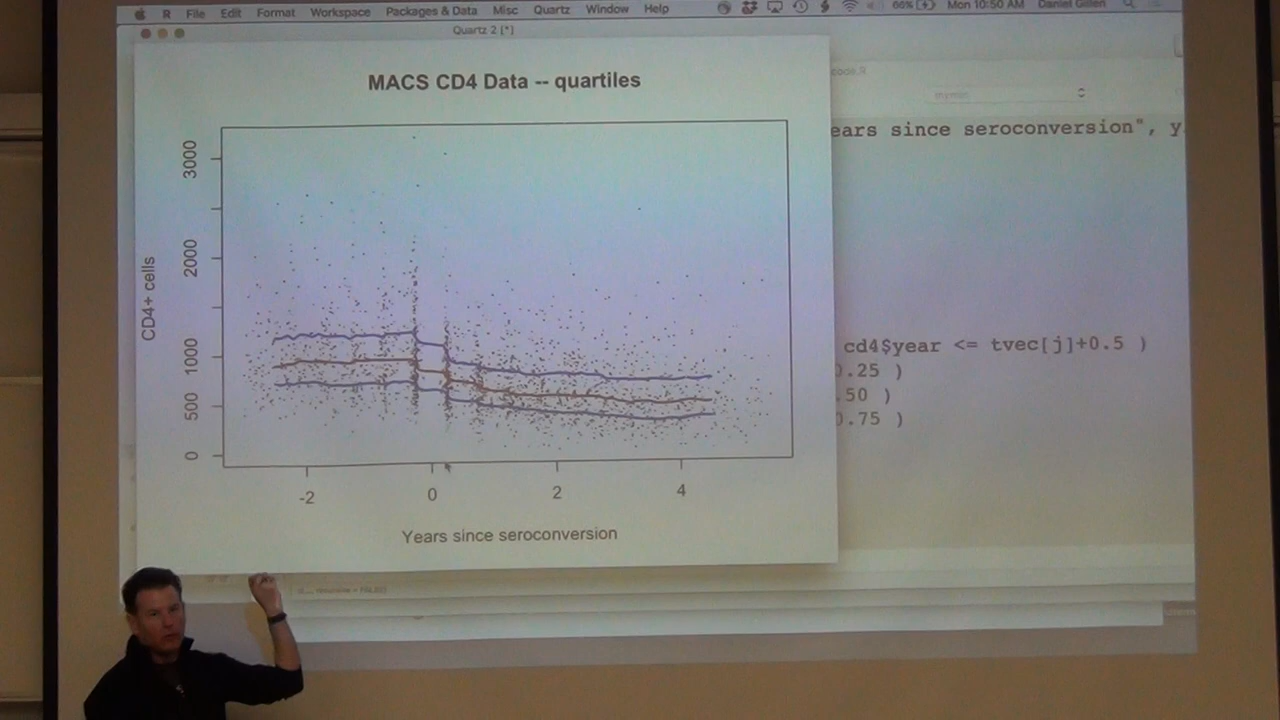 R File Edit Format Workspace Packages & Data Misc Quartz Window Help 66% Mon 10:50 AM Daniel Gillen
Quartz 2 [*]
code.R
MACS CD4 Data -- quartiles
ears since seroconversion", y
3000
2000
1000
500
0
CD4+ cells
cd4$year <= tvec[j]+0.5 )
0.25 )
.50 )
0.75 )
-2 0 2 4
Years since seroconversion